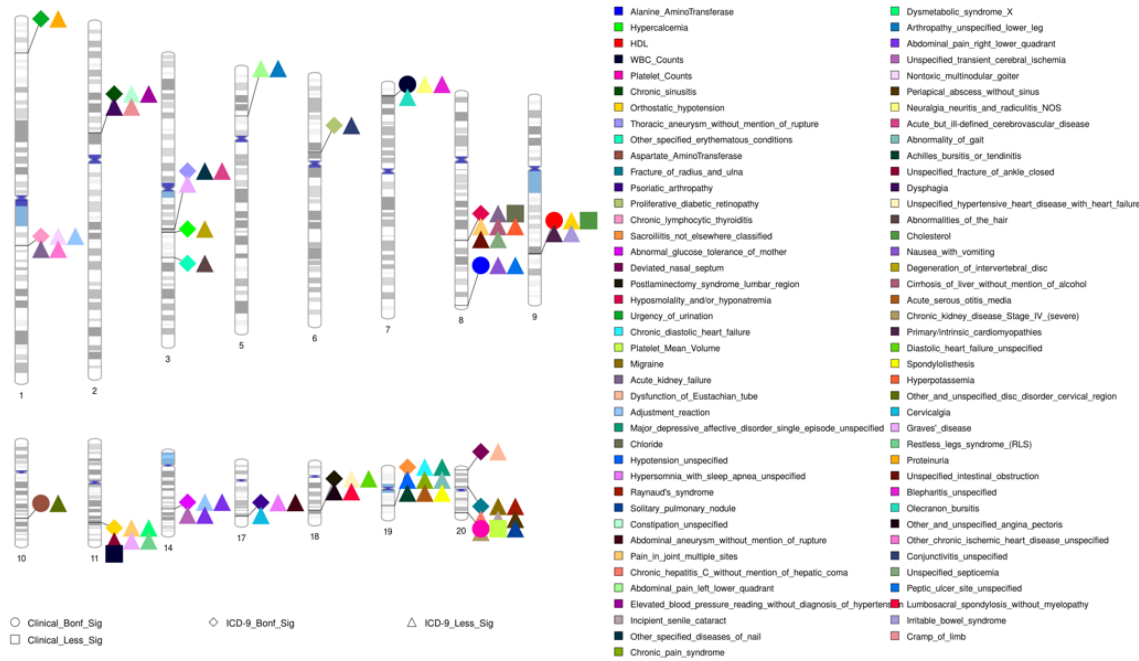 1
2
3
5
6
7
8
9
10
11
14
17
18
19
20
Clinical_Bonf_Sig
ICD-9_Bonf_Sig
ICD-9_Less_Sig
Clinical_Less_Sig
Alanine_AminoTransferase
Hypercalcemia
HDL
WBC_Counts
Platelet_Counts
Chronic_sinusitis
Orthostatic_hypotension
Thoracic_aneurysm_without_mention_of_rupture
Other_specified_erythematous_conditions
Aspartate_AminoTransferase
Fracture_of_radius_and_ulna
Psoriatic_arthropathy
Proliferative_diabetic_retinopathy
Chronic_lymphocytic_thyroiditis
Sacroiliitis_not_elsewhere_classified
Abnormal_glucose_tolerance_of_mother
Deviated_nasal_septum
Postlaminectomy_syndrome_lumbar_region
Hyposmolality_and/or_hyponatremia
Urgency_of_urination
Chronic_diastolic_heart_failure
Platelet_Mean_Volume
Migraine
Acute_kidney_failure
Dysfunction_of_Eustachian_tube
Adjustment_reaction
Major_depressive_affective_disorder_single_episode_unspecified
Chloride
Hypotension_unspecified
Hypersomnia_with_sleep_apnea_unspecified
Raynaud's_syndrome
Solitary_pulmonary_nodule
Constipation_unspecified
Abdominal_aneurysm_without_mention_of_rupture
Pain_in_joint_multiple_sites
Chronic_hepatitis_C_without_mention_of_hepatic_coma
Abdominal_pain_left_lower_quadrant
Elevated_blood_pressure_reading_without_diagnosis_of_hypertension
Incipient_senile_cataract
Other_specified_diseases_of_nail
Chronic_pain_syndrome
Dysmetabolic_syndrome_X
Arthropathy_unspecified_lower_leg
Abdominal_pain_right_lower_quadrant
Unspecified_transient_cerebral_ischemia
Nontoxic_multinodular_goiter
Periapical_abscess_without_sinus
Neuralgia_neuritis_and_radiculitis_NOS
Acute_but_ill-defined_cerebrovascular_disease
Abnormality_of_gait
Achilles_bursitis_or_tendinitis
Unspecified_fracture_of_ankle_closed
Dysphagia
Unspecified_hypertensive_heart_disease_with_heart_failure
Abnormalities_of_the_hair
Cholesterol
Nausea_with_vomiting
Degeneration_of_intervertebral_disc
Cirrhosis_of_liver_without_mention_of_alcohol
Acute_serous_otitis_media
Chronic_kidney_disease_Stage_IV_(severe)
Primary/intrinsic_cardiomyopathies
Diastolic_heart_failure_unspecified
Spondylolisthesis
Hyperpotassemia
Other_and_unspecified_disc_disorder_cervical_region
Cervicalgia
Graves'_disease
Restless_legs_syndrome_(RLS)
Proteinuria
Unspecified_intestinal_obstruction
Blepharitis_unspecified
Olecranon_bursitis
Other_and_unspecified_angina_pectoris
Other_chronic_ischemic_heart_disease_unspecified
Conjunctivitis_unspecified
Unspecified_septicemia
Peptic_ulcer_site_unspecified
Lumbosacral_spondylosis_without_myelopathy
Irritable_bowel_syndrome
Cramp_of_limb